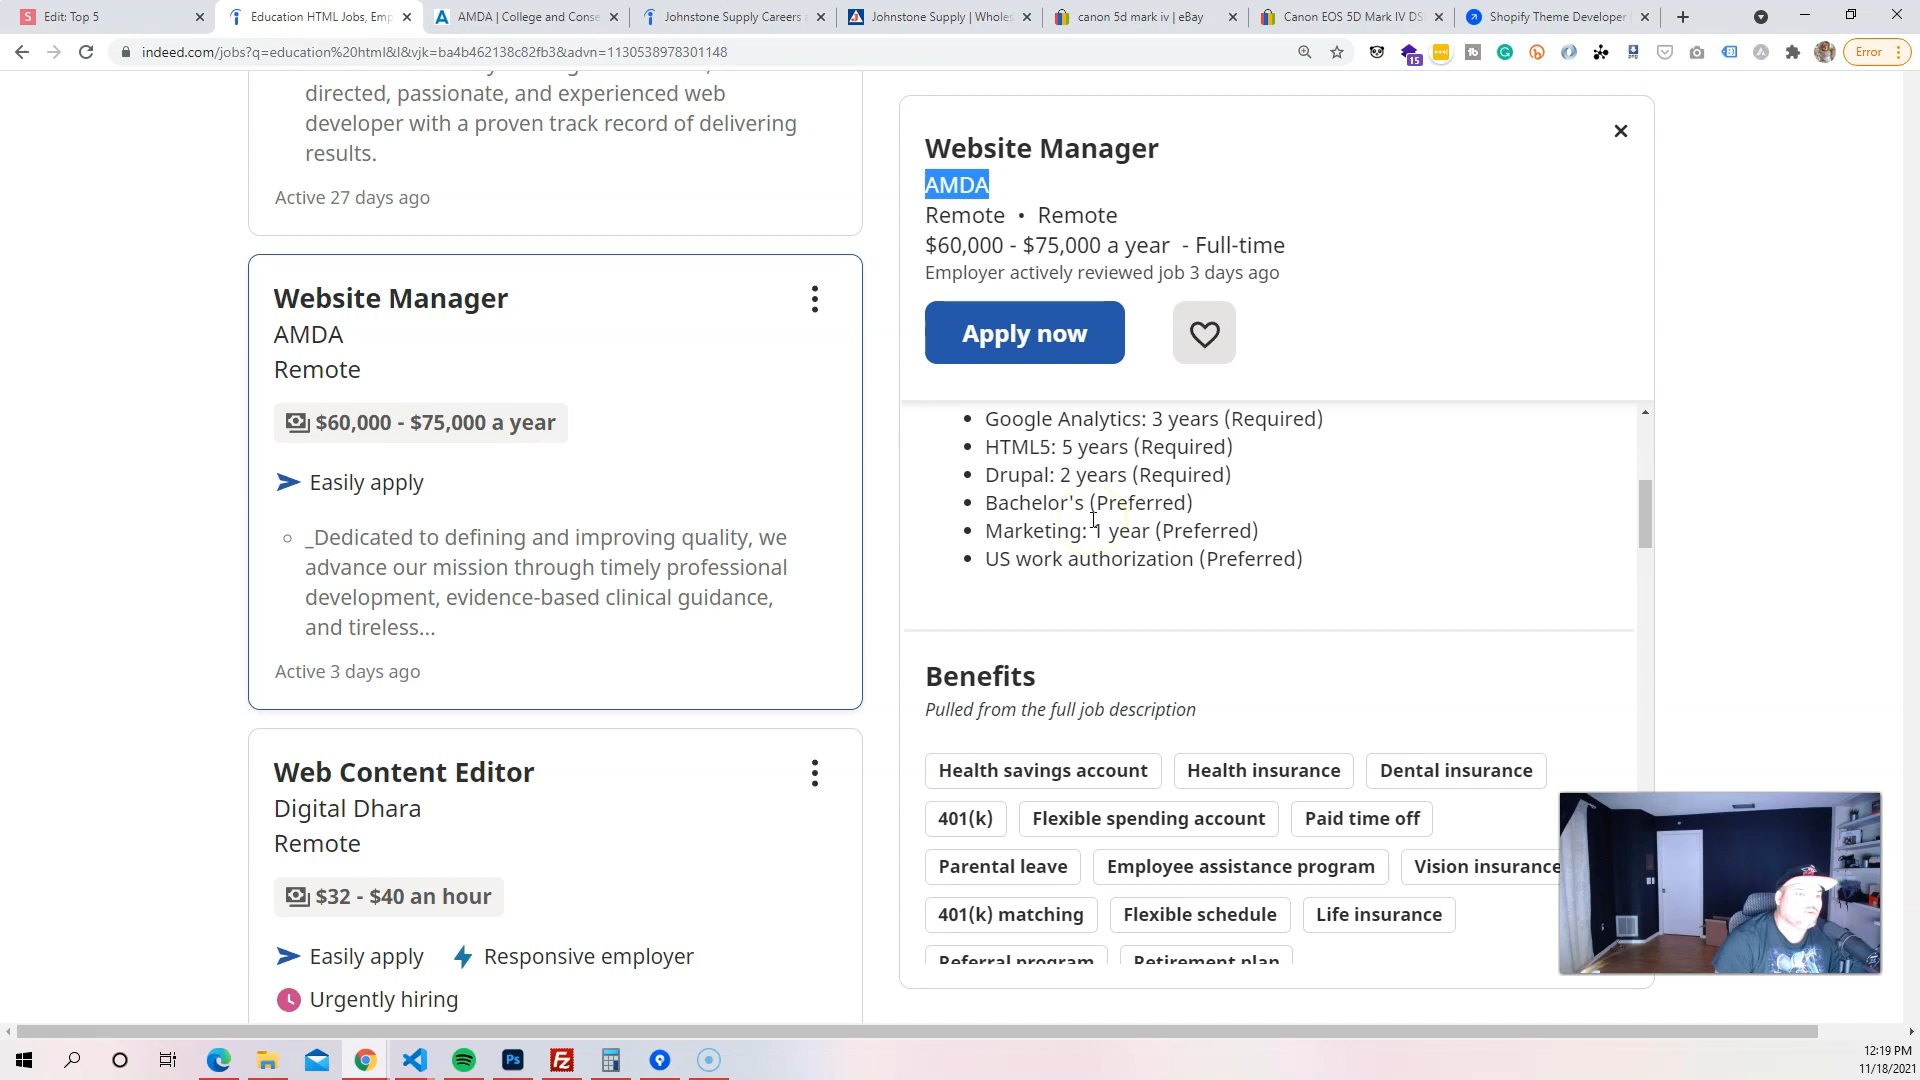 Edit: Top 5
Education HTML Jobs, Emp
AMDA | College and Conse
Johnstone Supply Careers
Johnstone Supply | Wholes
canon 5d mark iv | eBay
Canon EOS 5D Mark IV DS
Shopify Theme Developer
indeed.com/jobs?q=education%20html&l&vjk=ba4b462138c82fb3&advn=1130538978301148
15
Error
directed, passionate, and experienced web
developer with a proven track record of delivering
results.
Active 27 days ago
Website Manager
AMDA
Remote
$60,000 - $75,000 a year
Easily apply
_Dedicated to defining and improving quality, we
advance our mission through timely professional
development, evidence-based clinical guidance,
and tireless...
Active 3 days ago
Web Content Editor
Digital Dhara
Remote
$32 - $40 an hour
Easily apply
Responsive employer
Urgently hiring
Website Manager
AMDA
Remote • Remote
$60,000 - $75,000 a year - Full-time
Employer actively reviewed job 3 days ago
Apply now
Google Analytics: 3 years (Required)
HTML5: 5 years (Required)
Drupal: 2 years (Required)
Bachelor's (Preferred)
Marketing: 1 year (Preferred)
US work authorization (Preferred)
Benefits
Pulled from the full job description
Health savings account
Health insurance
Dental insurance
401(k)
Flexible spending account
Paid time off
Parental leave
Employee assistance program
Vision insurance
401(k) matching
Flexible schedule
Life insurance
Referral program
Retirement plan
12:19 PM
11/18/2021